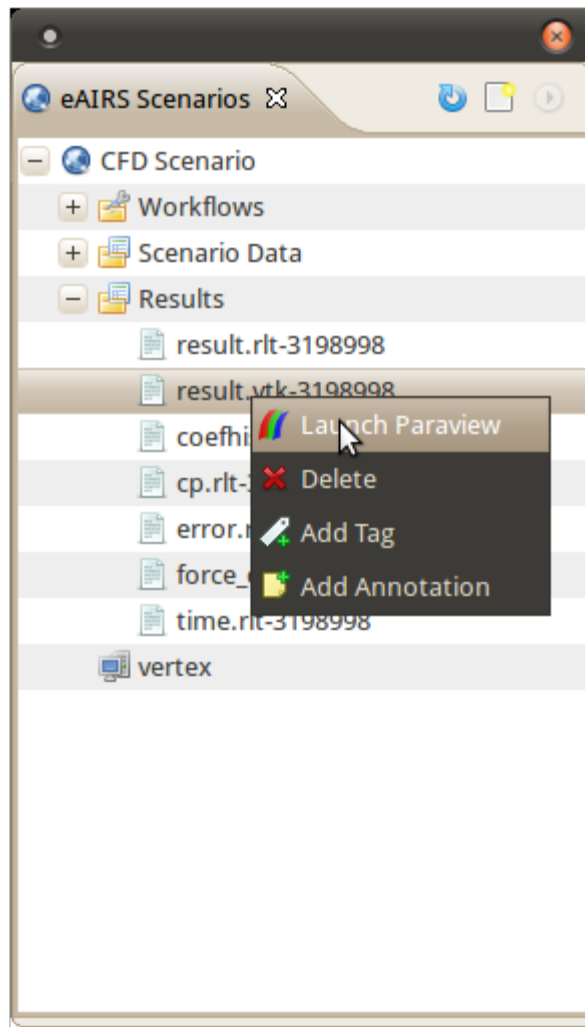 eAIRS Scenarios
CFD Scenario
Workflows
Scenario Data
Results
result.rlt-3198998
result.vtk-3198998
Launch Paraview
Delete
Add Tag
Add Annotation
time.rlt-3198998
vertex